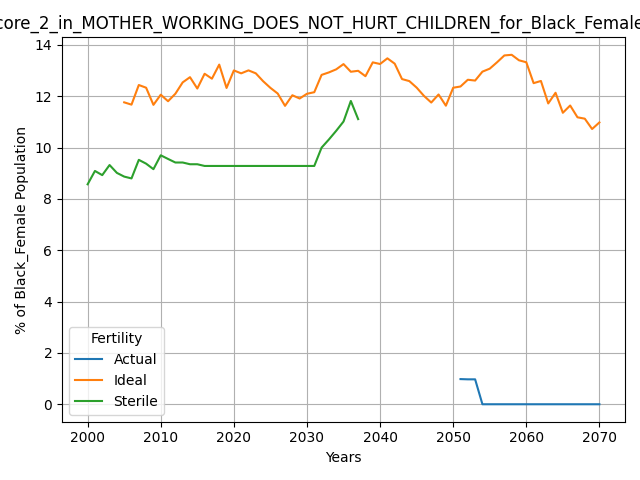 core_2_in_MOTHER_WORKING_DOES_NOT_HURT_CHILDREN_for_Black_Female
14
12
10
8
6
4
2
0
% of Black_Female Population
Fertility
Actual
Ideal
Sterile
2000 2010 2020 2030 2040 2050 2060 2070
Years